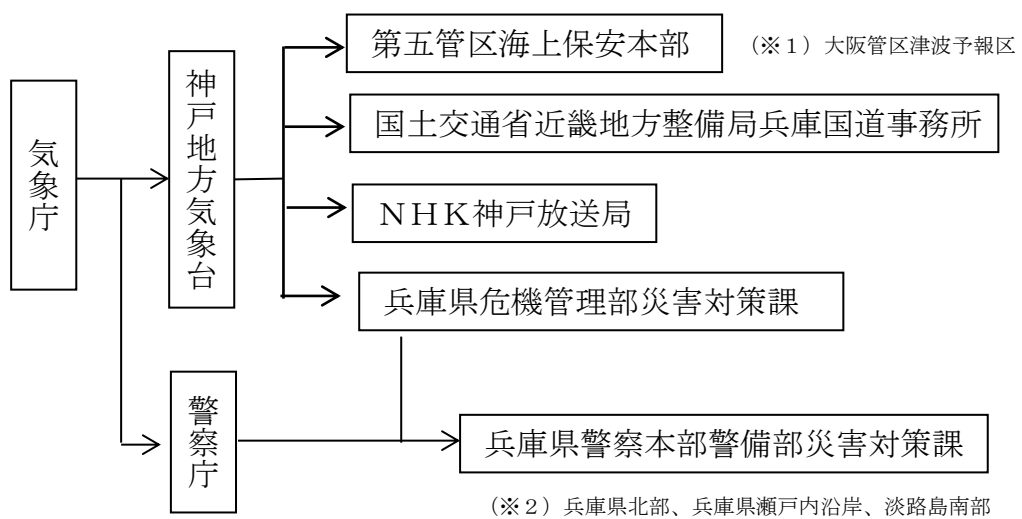 第五管区海上保安本部
(※1)大阪管区津波予報区
国土交通省近畿地方整備局兵庫国道事務所
気象庁
神戸地方気象台
NHK神戸放送局
兵庫県危機管理部災害対策課
警察庁
兵庫県警察本部警備部災害対策課
(※2)兵庫県北部、兵庫県瀬戸内沿岸、淡路島南部